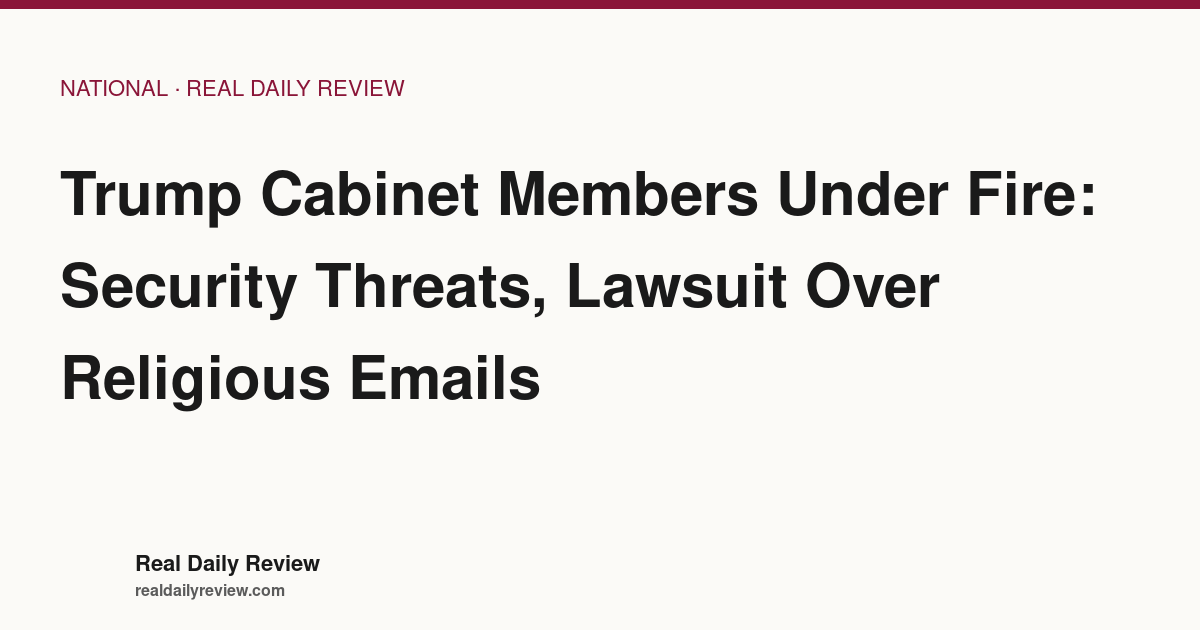 NATIONAL · REAL DAILY REVIEW
Trump Cabinet Members Under Fire:
Security Threats, Lawsuit Over
Religious Emails
Real Daily Review
realdailyreview.com